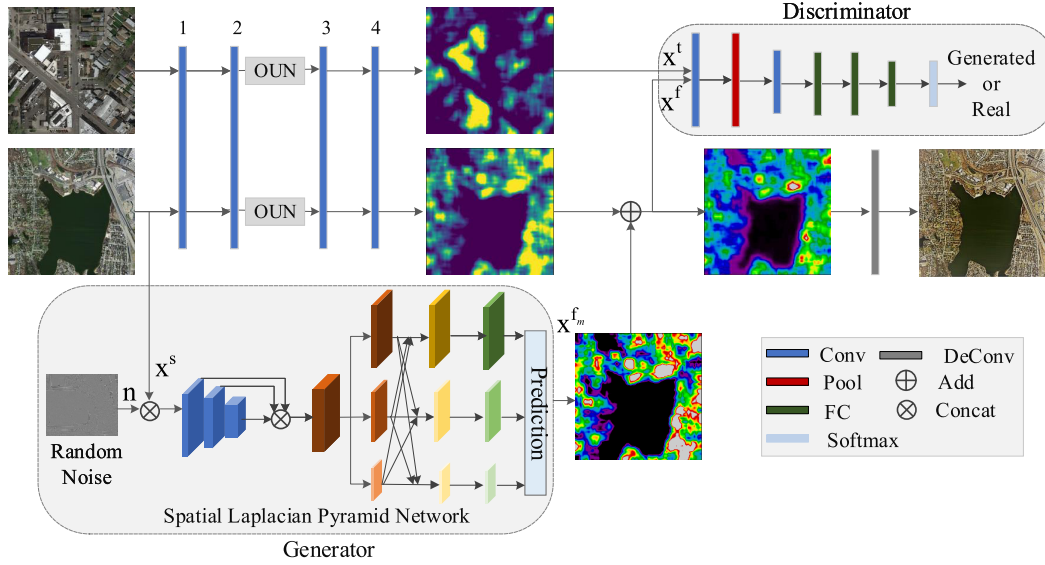 Discriminator
1 2 3 4
OUN
x^t
x^f
Generated
or
Real
OUN
x^s
n
Random
Noise
Prediction
x^{f_m}
Spatial Laplacian Pyramid Network
Generator
Conv
DeConv
Pool
Add
FC
Concat
Softmax